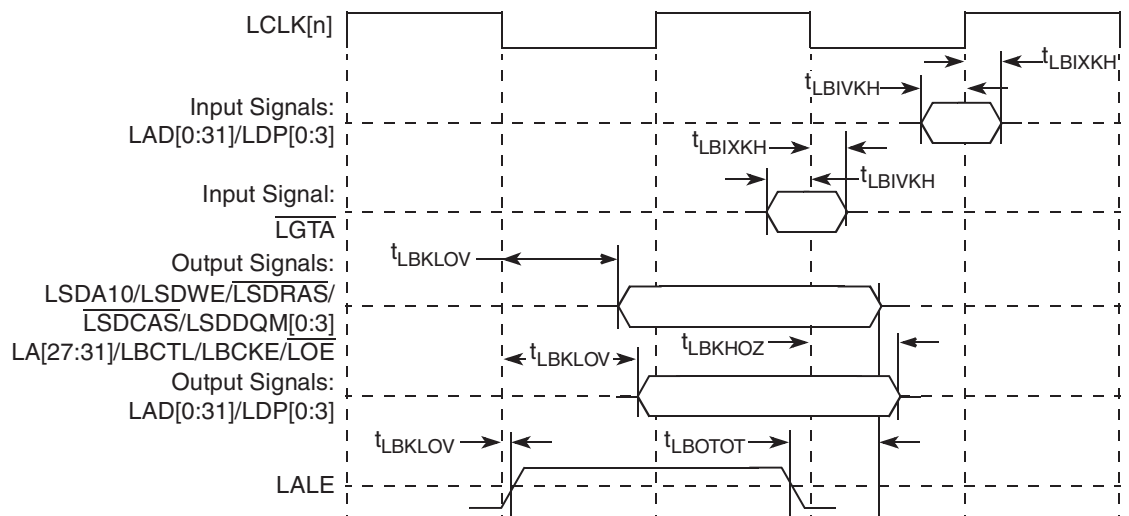 LCLK[n]
tLBIXKH
tLBIVKH
Input Signals:
LAD[0:31]/LDP[0:3]
tLBIXKH
tLBIVKH
Input Signal:
LGTA
Output Signals:
tLBKLOV
LSDA10/LSDWE/LSDRAS/
LSDCAS/LSDDQM[0:3]
LA[27:31]/LBCTL/LBCKE/LOE
tLBKHOZ
tLBKLOV
Output Signals:
LAD[0:31]/LDP[0:3]
tLBKLOV
tLBOTOT
LALE